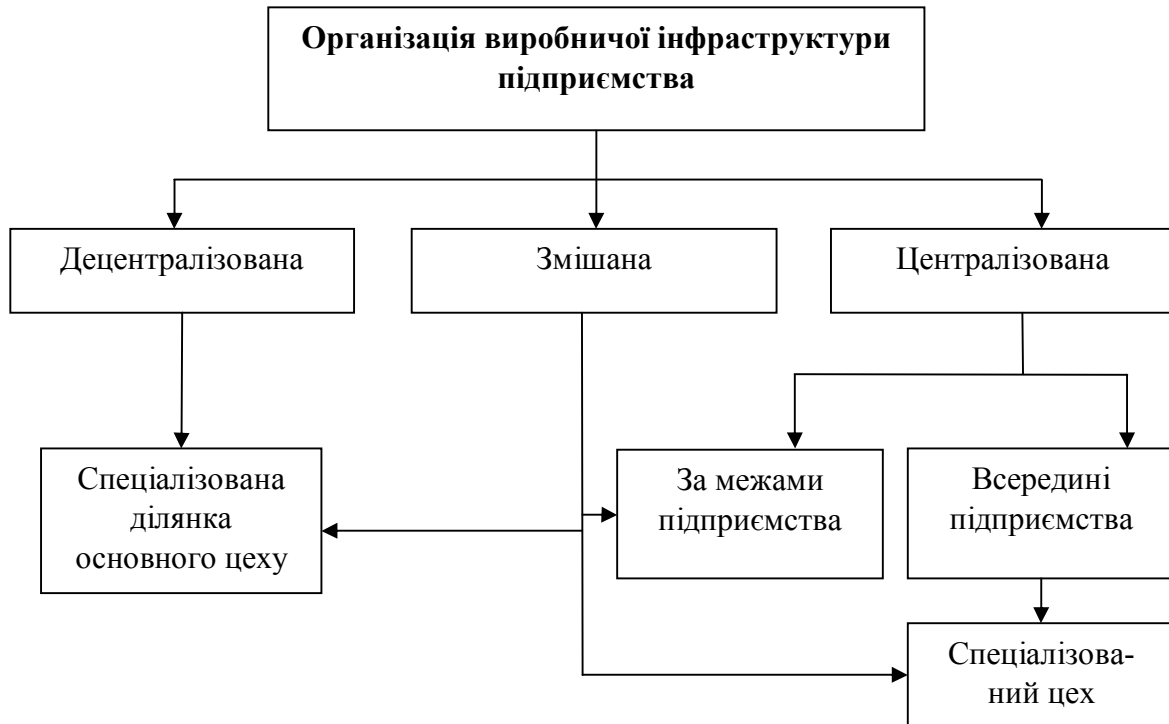 Організація виробничої інфраструктури
підприємства
Децентралізована
Змішана
Централізована
Спеціалізована
ділянка
основного цеху
За межами
підприємства
Всередині
підприємства
Спеціалізова-
ний цех